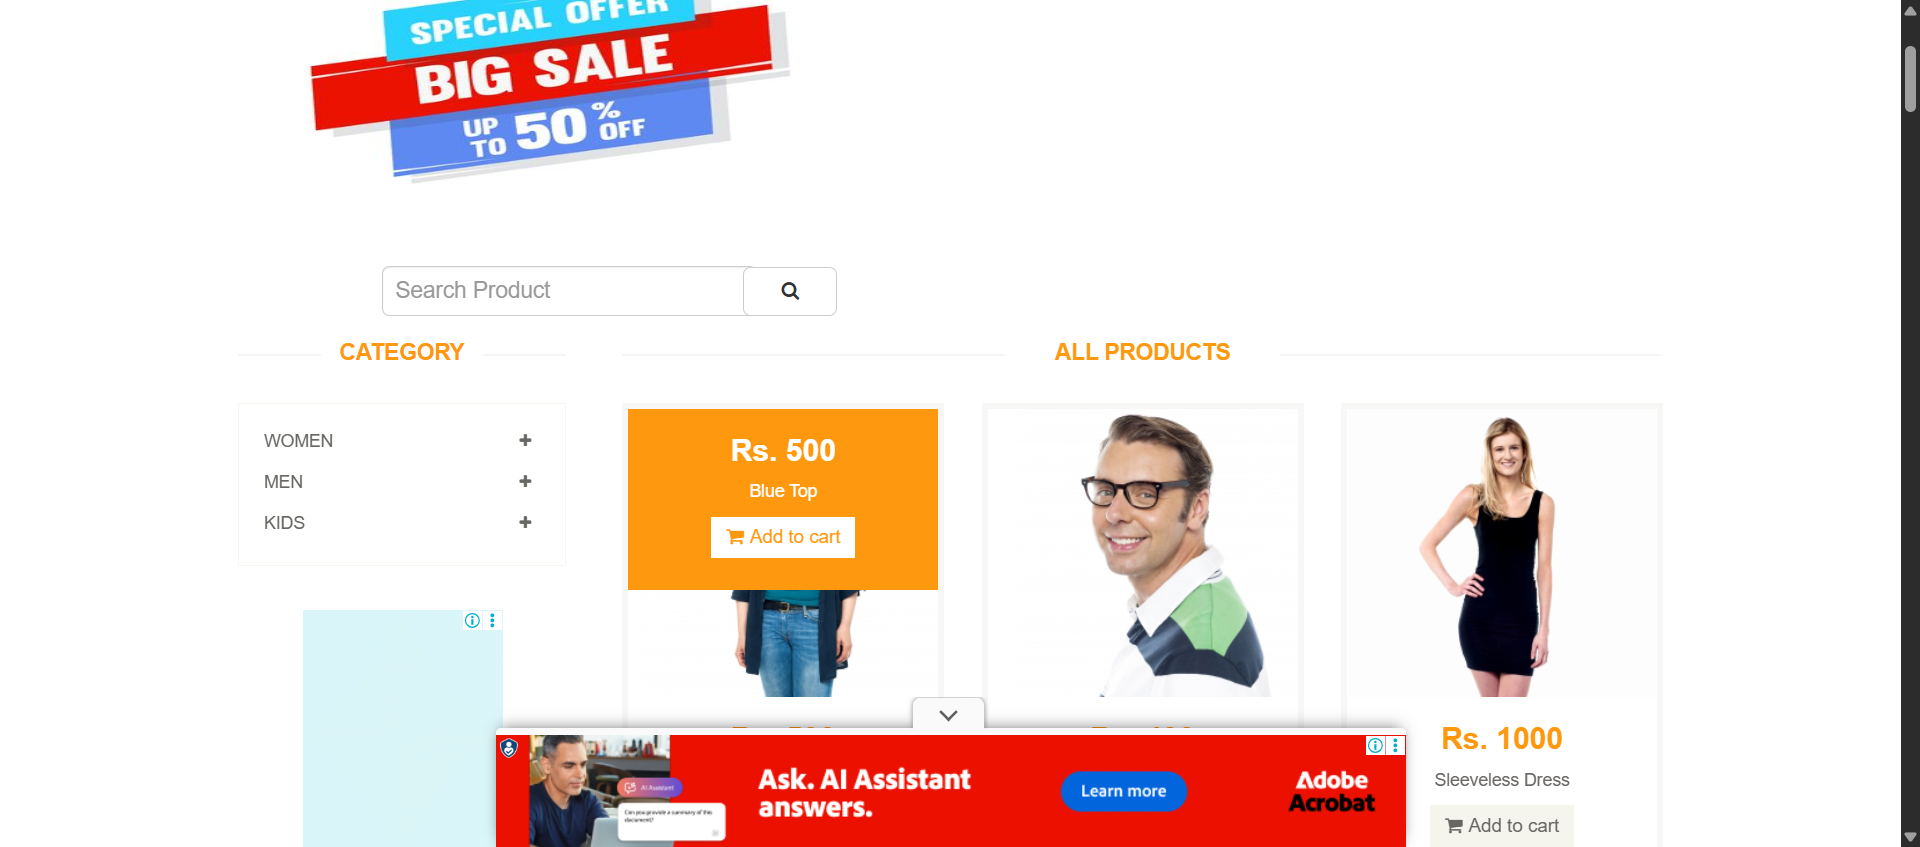 SPECIAL OFFER
BIG SALE
UP TO 50% OFF
Search Product
CATEGORY
ALL PRODUCTS
WOMEN
MEN
KIDS
Rs. 500
Blue Top
Add to cart
Rs. 1000
Sleeveless Dress
Add to cart
AI Assistant
Can you provide a summary of this
document?
Ask. AI Assistant
answers.
Learn more
Adobe
Acrobat